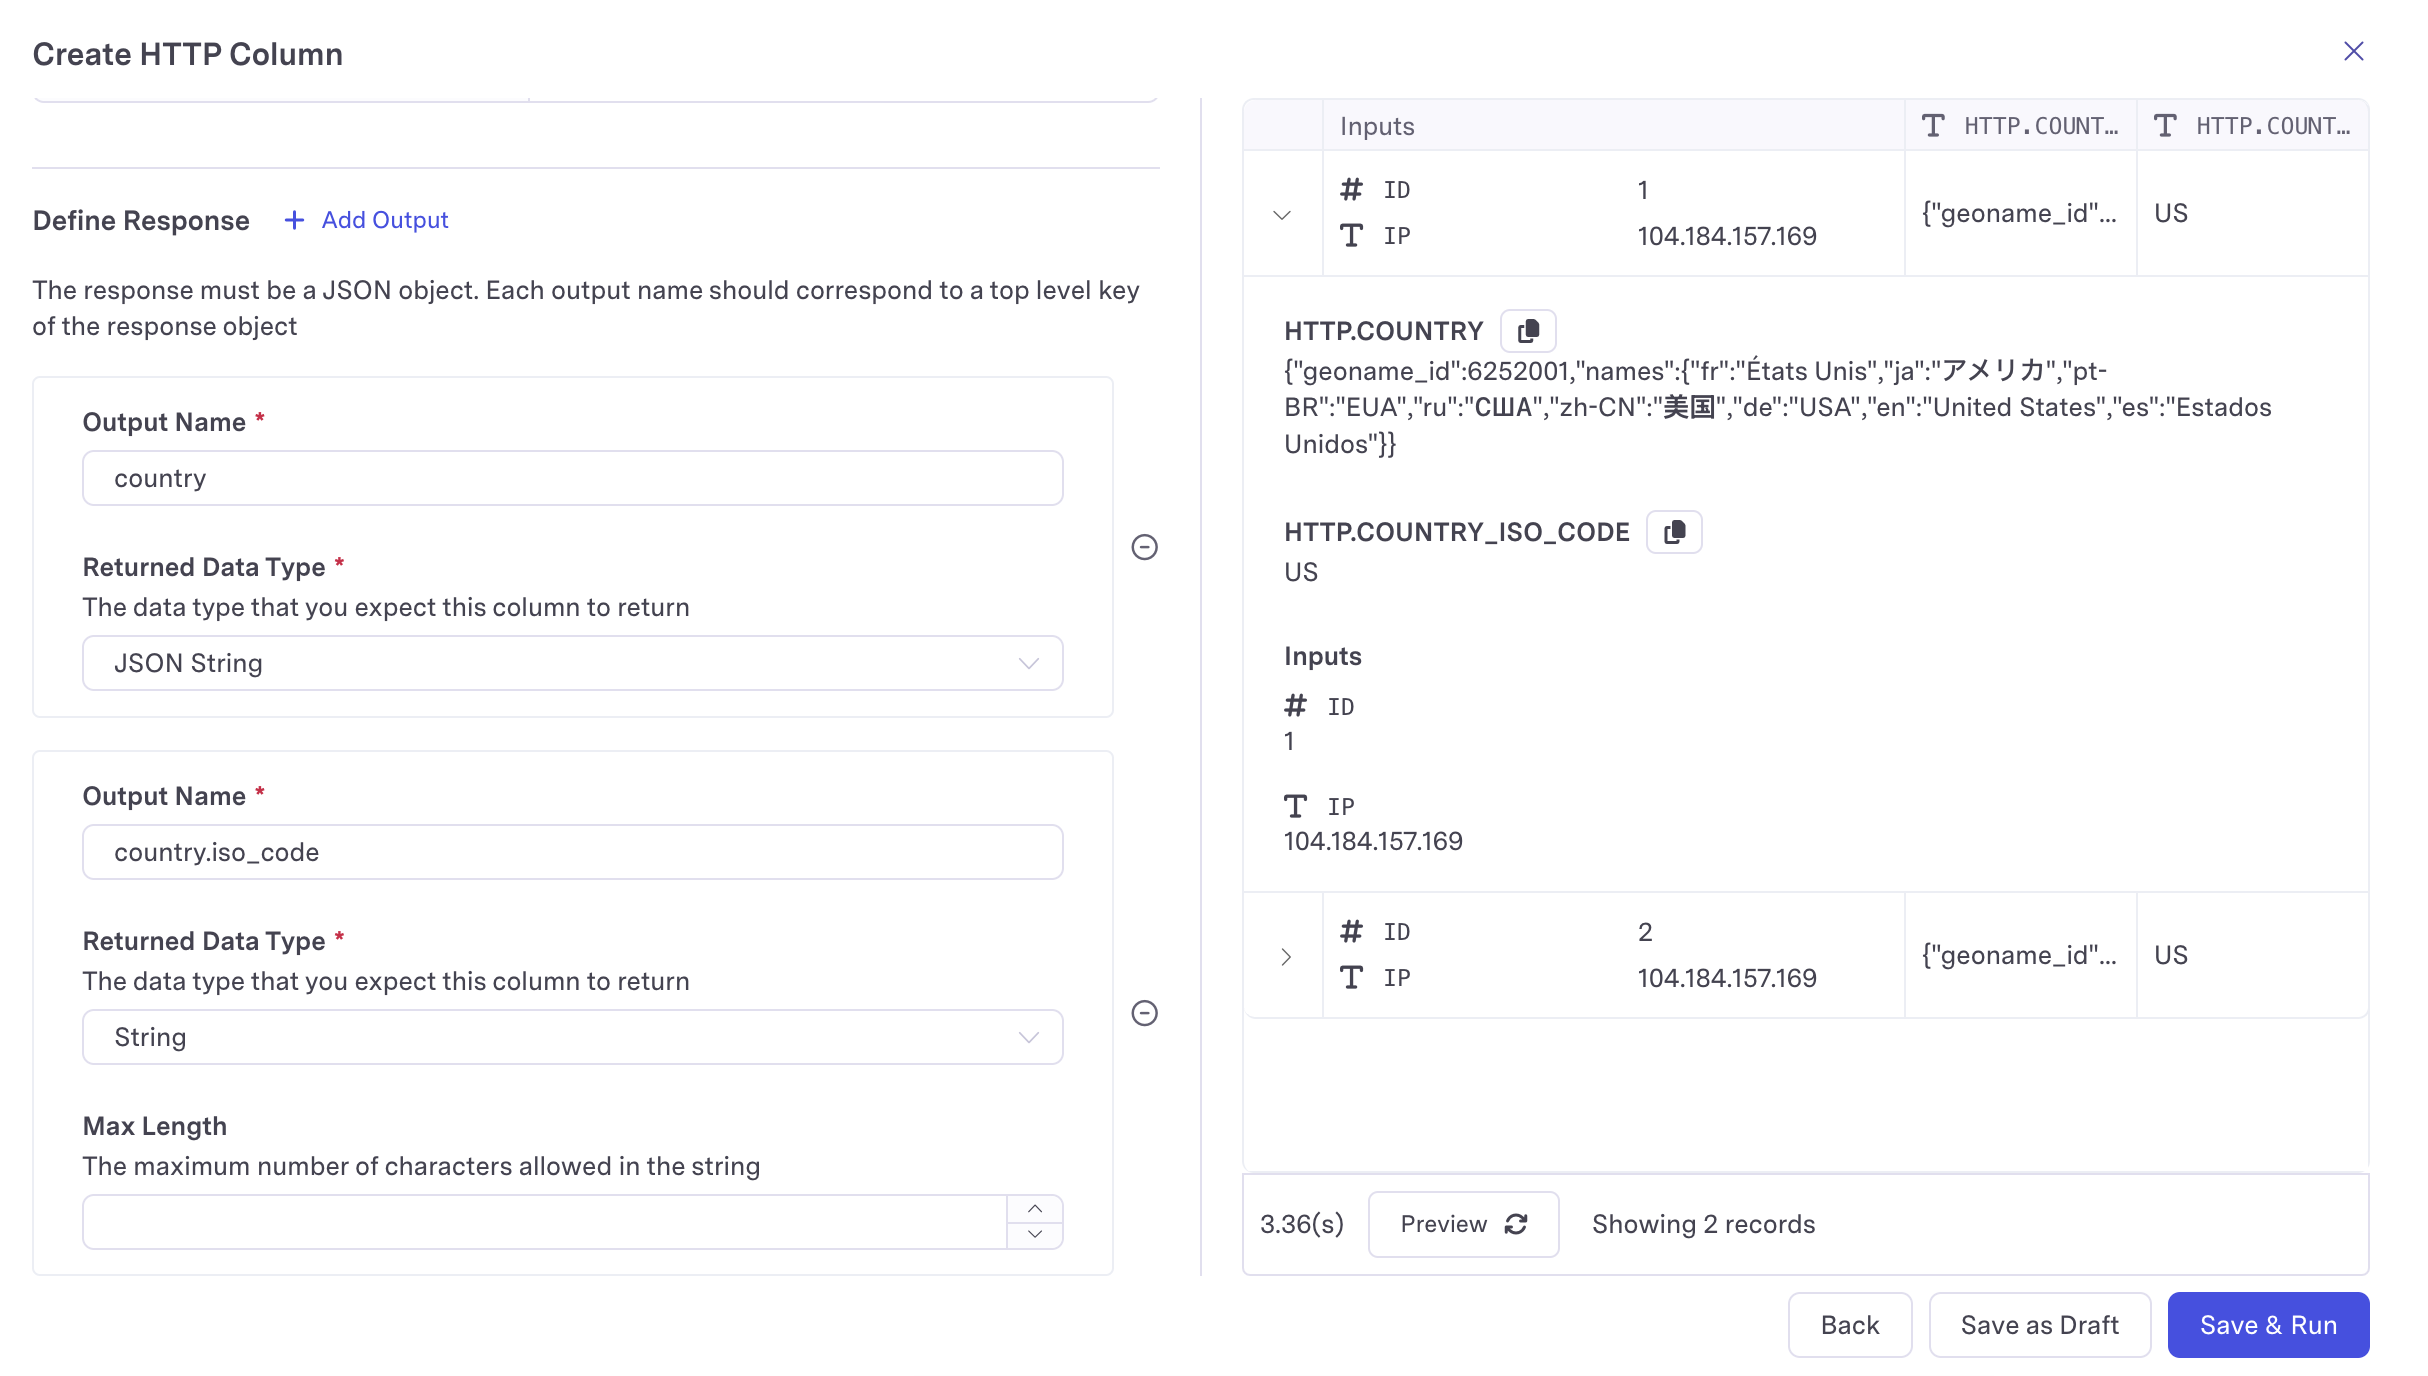 Create HTTP Column
Define Response
Add Output
The response must be a JSON object. Each output name should correspond to a top level key
of the response object
Output Name *
country
Returned Data Type *
The data type that you expect this column to return
JSON String
Output Name *
country.iso_code
Returned Data Type *
The data type that you expect this column to return
String
Max Length
The maximum number of characters allowed in the string
Inputs
HTTP.COUNT…
HTTP.COUNT…
# ID 1
T IP 104.184.157.169
{"geoname_id"...
US
HTTP.COUNTRY
{"geoname_id":6252001,"names":{"fr":"États Unis","ja":"アメリカ","pt-
BR":"EUA","ru":"США","zh-CN":"美国","de":"USA","en":"United States","es":"Estados
Unidos"}}
HTTP.COUNTRY_ISO_CODE
US
Inputs
# ID
1
T IP
104.184.157.169
# ID 2
T IP 104.184.157.169
{"geoname_id"...
US
3.36(s)
Preview
Showing 2 records
Back
Save as Draft
Save & Run